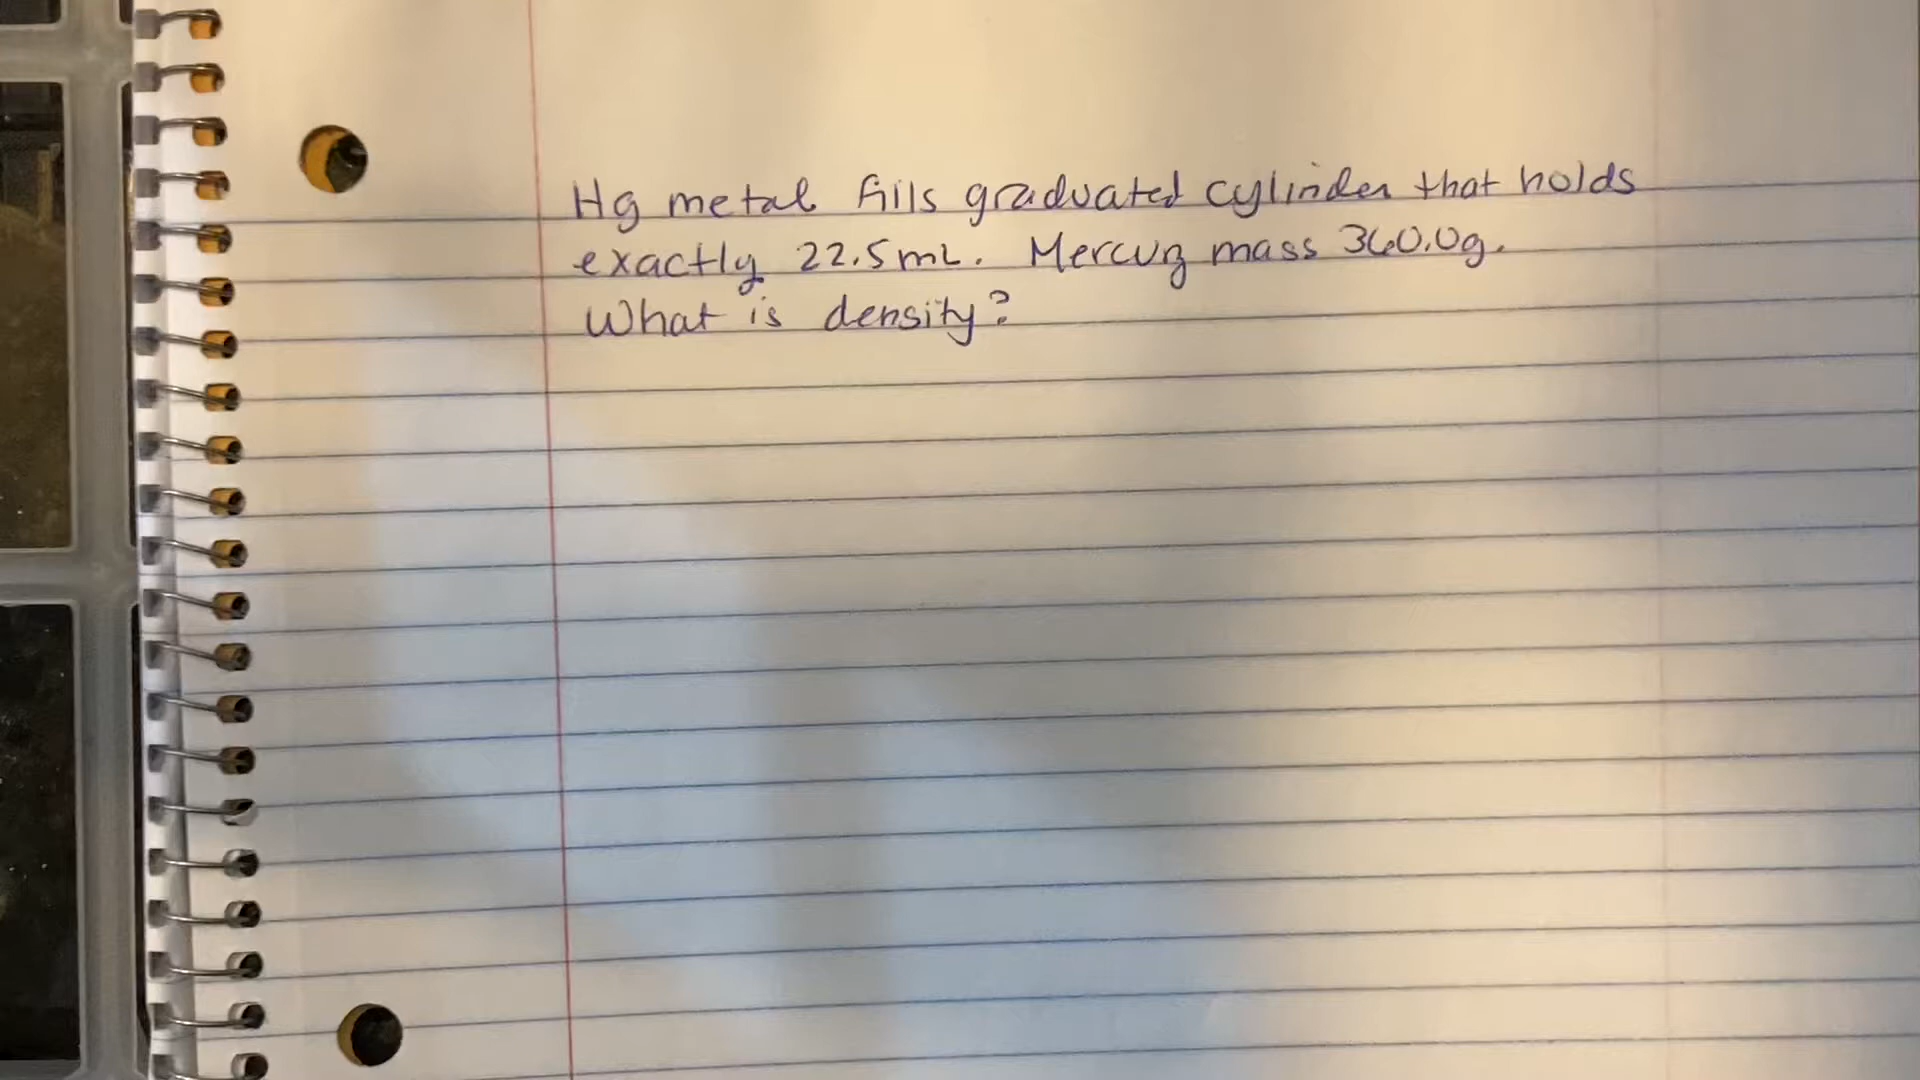 Hg metal fills graduated cylinder that holds
exactly 22.5mL. Mercury mass 360.0g.
What is density?